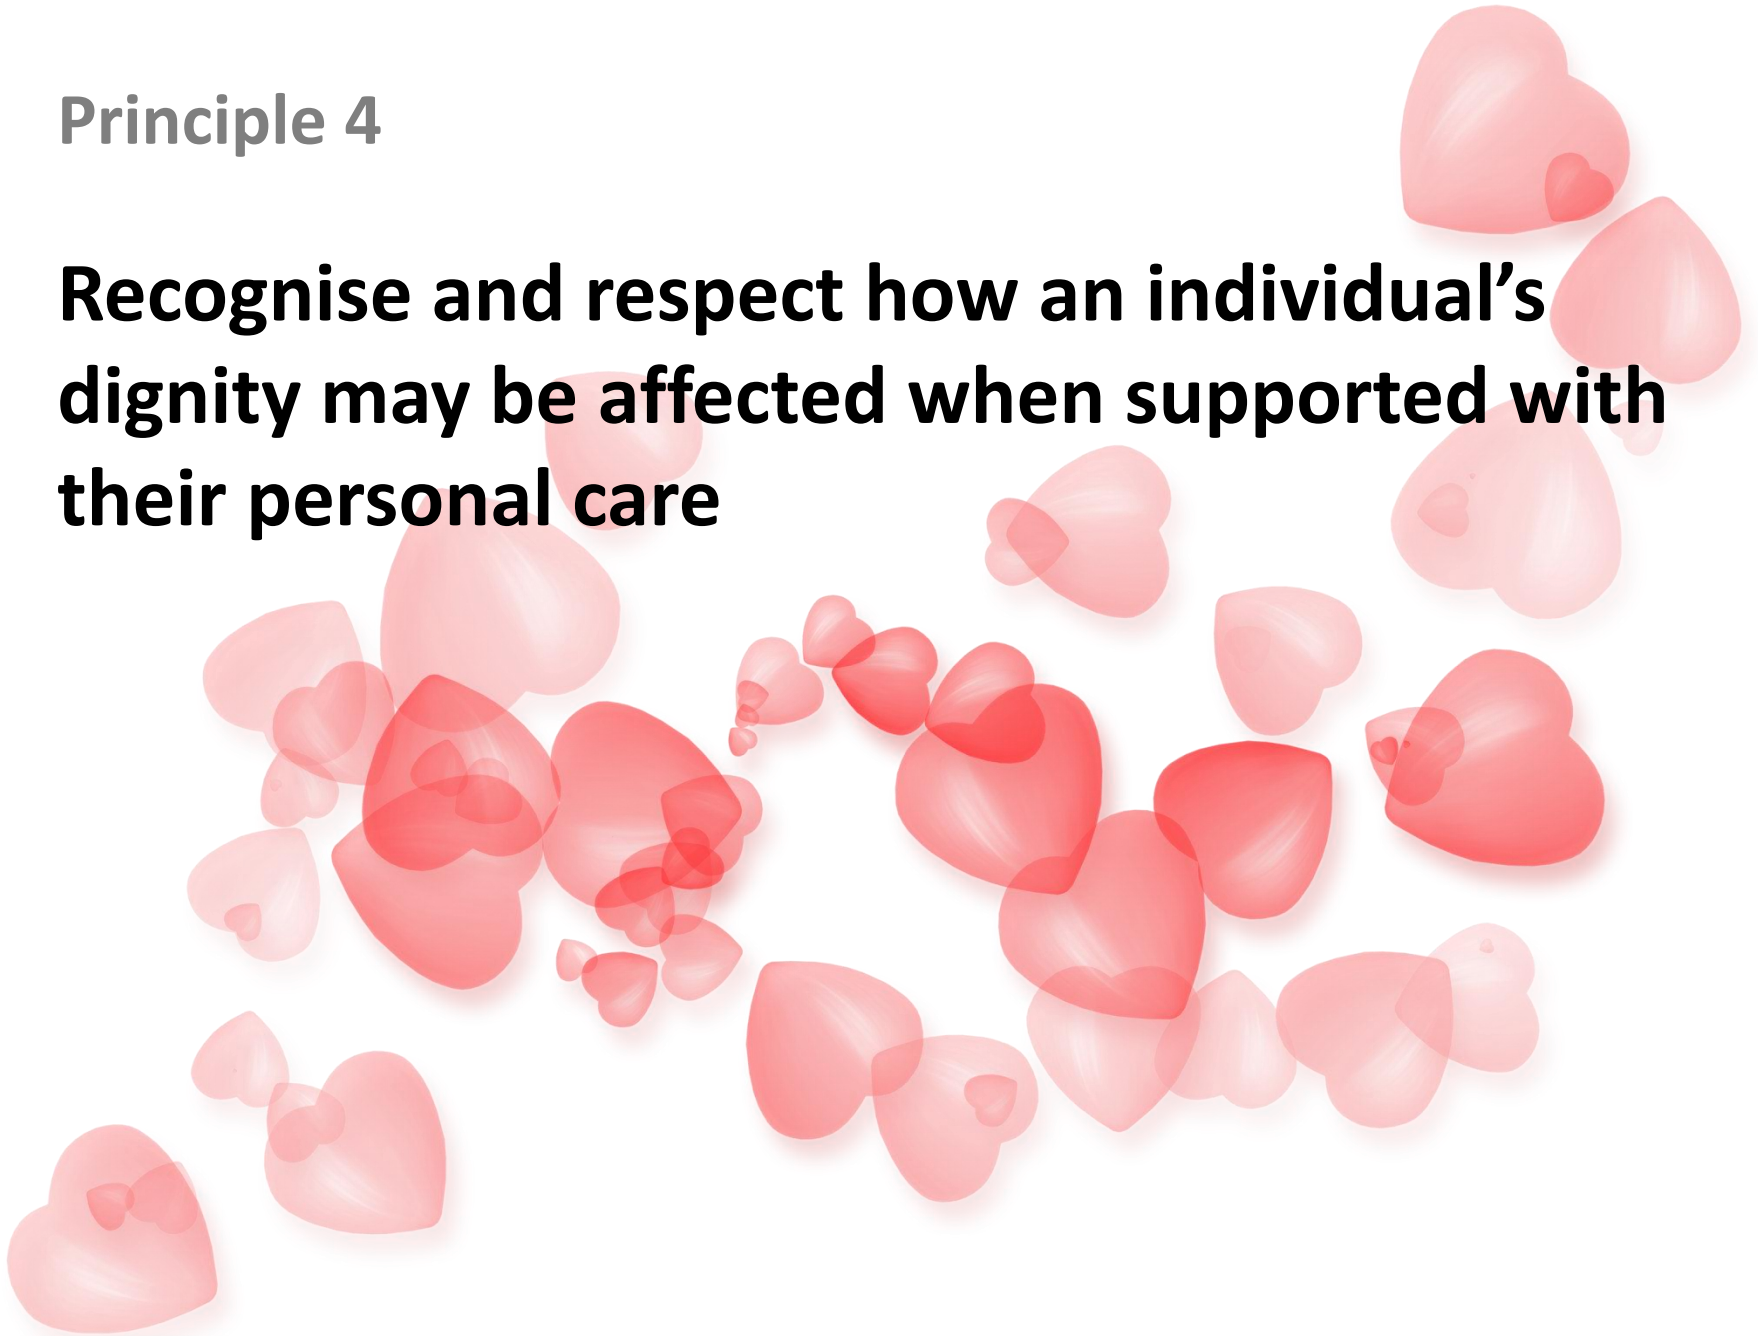 Principle 4
Recognise and respect how an individual’s
dignity may be affected when supported with
their personal care